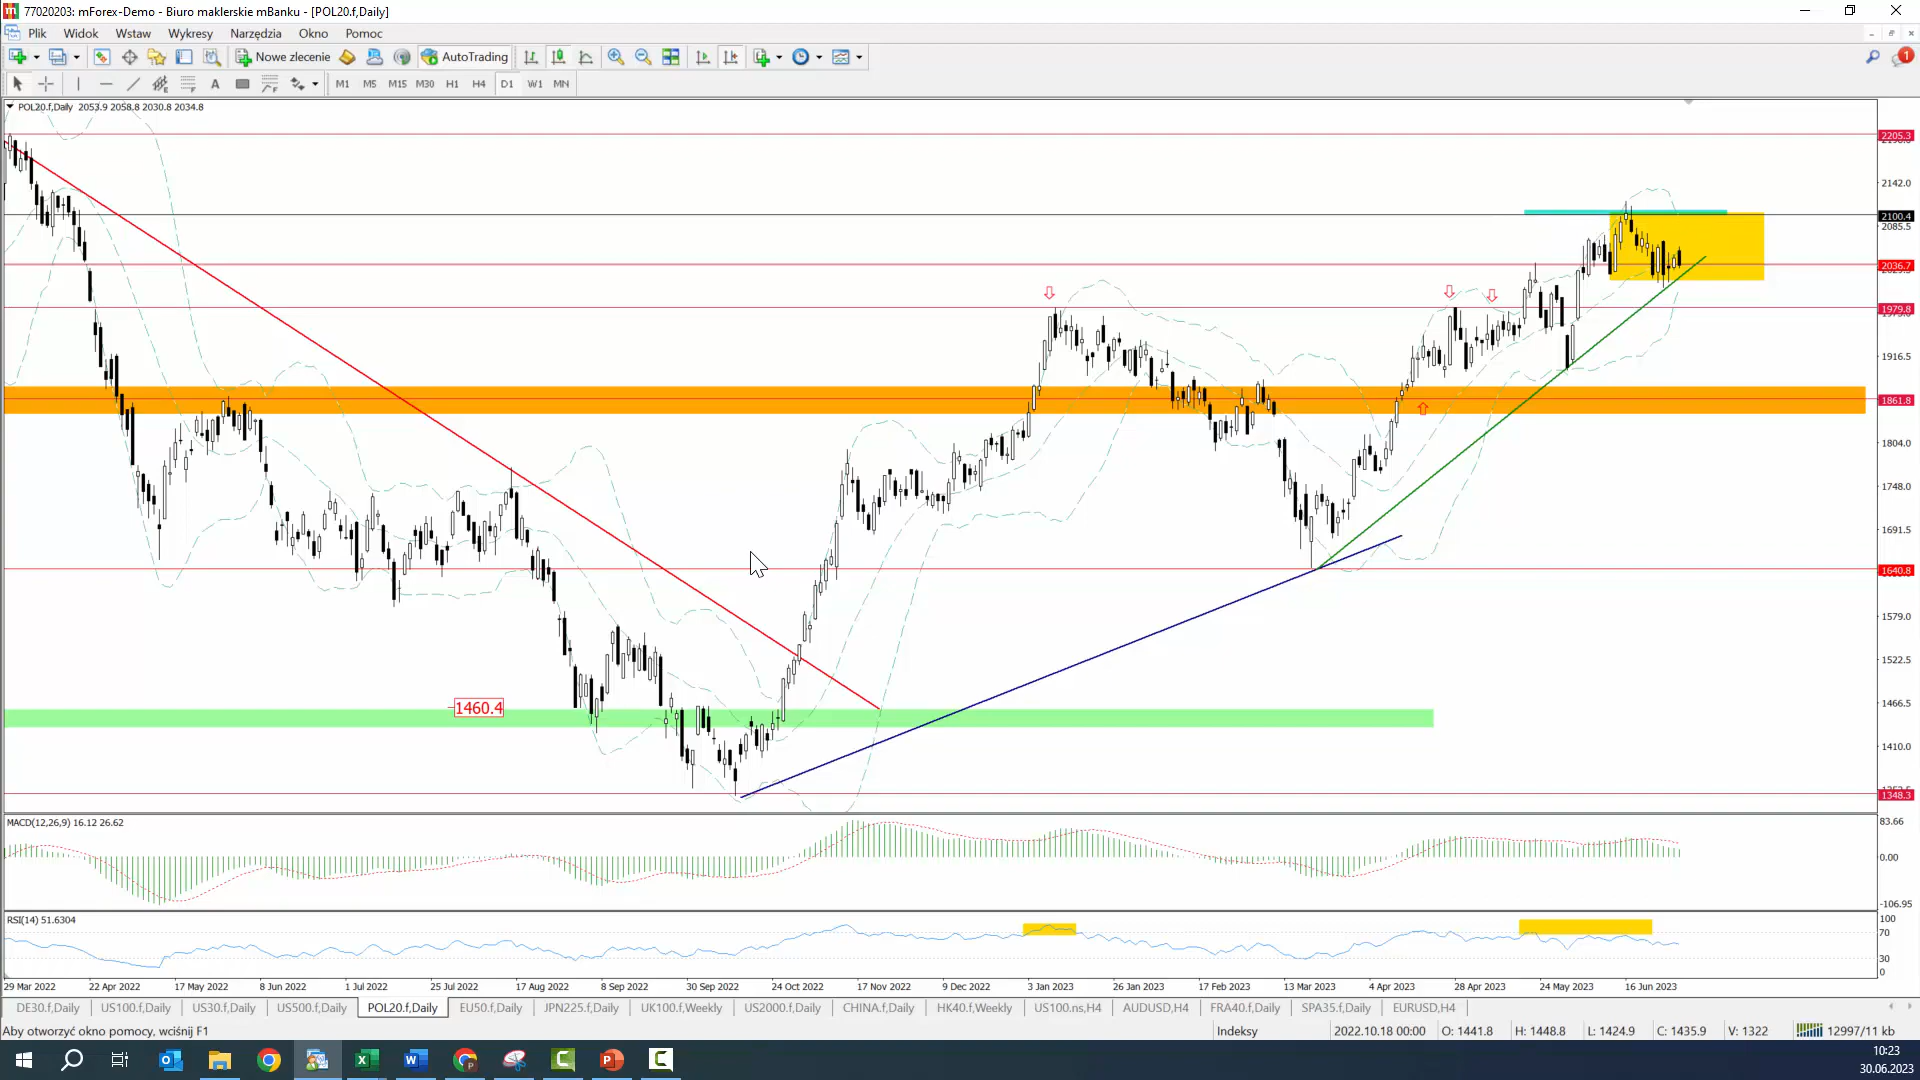 77020203: mForex-Demo - Biuro maklerskie mBanku - [POL20.f,Daily]
Plik Widok Wstaw Wykresy Narzędzia Okno Pomoc
Nowe zlecenie AutoTrading 1
A M1 M5 M15 M30 H1 H4 D1 W1 MN
POL20.f,Daily 2053.9 2058.8 2030.8 2034.8
2205.3
2142.0
2100.4
2085.5
2036.7
1979.8
1916.5
1861.8
1804.0
1748.0
1691.5
1640.8
1579.0
1522.5
1460.4
1466.5
1410.0
1348.3
MACD(12,26,9) 16.12 26.62
83.66
0.00
-106.95
RSI(14) 51.6304
100
70
30
0
29 Mar 2022 22 Apr 2022 17 May 2022 8 Jun 2022 1 Jul 2022 25 Jul 2022 17 Aug 2022 8 Sep 2022 30 Sep 2022 24 Oct 2022 17 Nov 2022 9 Dec 2022 3 Jan 2023 26 Jan 2023 17 Feb 2023 13 Mar 2023 4 Apr 2023 28 Apr 2023 24 May 2023 16 Jun 2023
DE30.f,Daily US100.f,Daily US30.f,Daily US500.f,Daily POL20.f,Daily EU50.f,Daily JPN225.f,Daily UK100.f,Weekly US2000.f,Daily CHINA.f,Daily HK40.f,Weekly US100.ns,H4 AUDUSD,H4 FRA40.f,Daily SPA35.f,Daily EURUSD,H4
Aby otworzyć okno pomocy, wciśnij F1 Indeksy 2022.10.18 00:00 O: 1441.8 H: 1448.8 L: 1424.9 C: 1435.9 V: 1322 12997/11 kb
10:23
30.06.2023